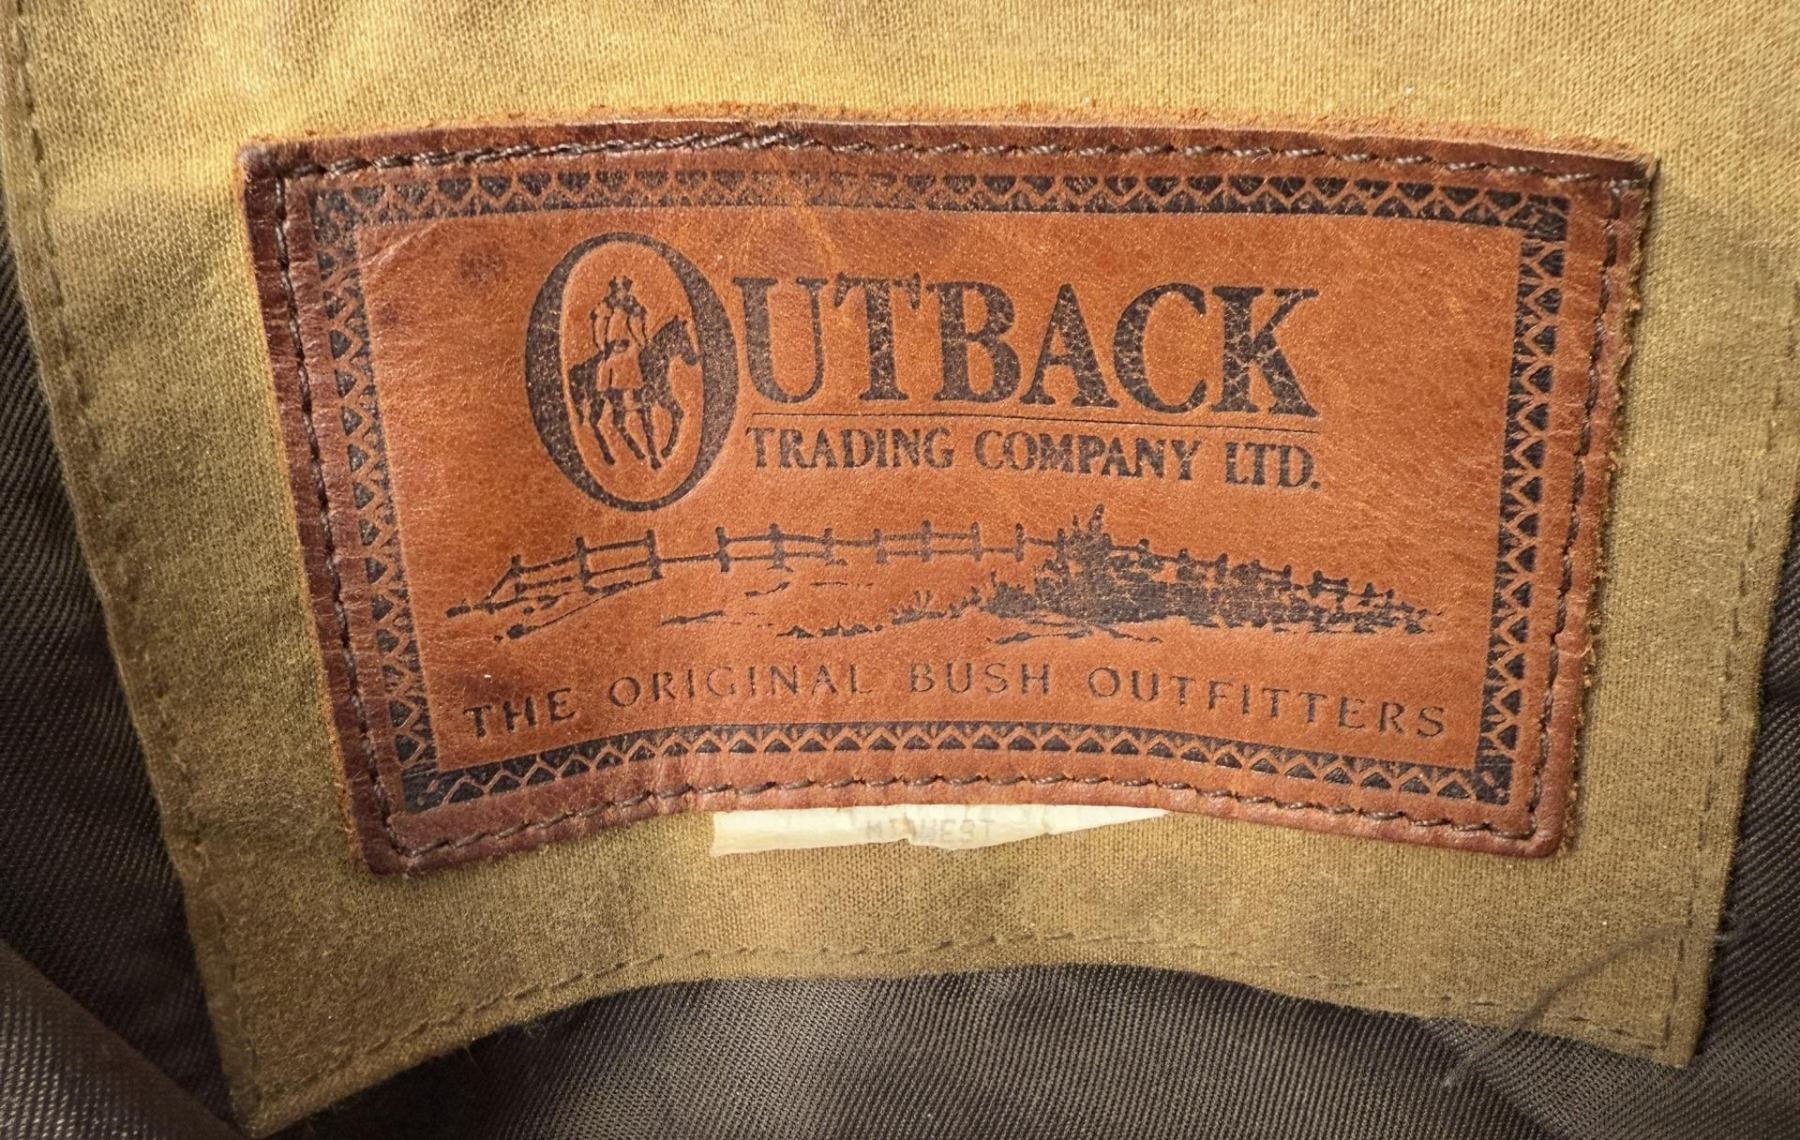 OUTBACK
TRADING COMPANY LTD.
THE ORIGINAL BUSH OUTFITTERS